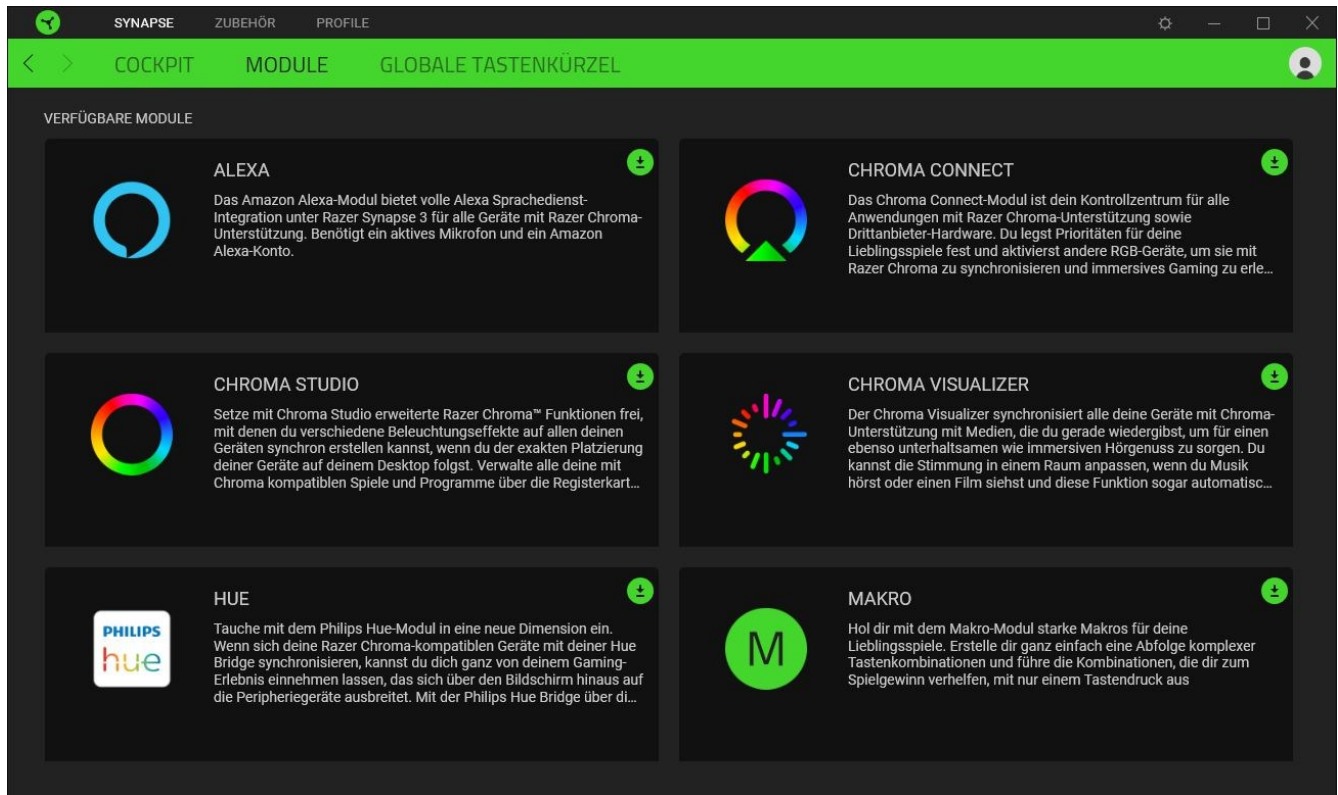 SYNAPSE ZUBEHÖR PROFILE
COCKPIT MODULE GLOBALE TASTENKÜRZEL
VERFÜGBARE MODULE
ALEXA
Das Amazon Alexa-Modul bietet volle Alexa Sprachedienst-
Integration unter Razer Synapse 3 für alle Geräte mit Razer Chroma-
Unterstützung. Benötigt ein aktives Mikrofon und ein Amazon
Alexa-Konto.
CHROMA CONNECT
Das Chroma Connect-Modul ist dein Kontrollzentrum für alle
Anwendungen mit Razer Chroma-Unterstützung sowie
Drittanbieter-Hardware. Du legst Prioritäten für deine
Lieblingsspiele fest und aktivierst andere RGB-Geräte, um sie mit
Razer Chroma zu synchronisieren und immersives Gaming zu erle...
CHROMA STUDIO
Setze mit Chroma Studio erweiterte Razer Chroma™ Funktionen frei,
mit denen du verschiedene Beleuchtungseffekte auf allen deinen
Geräten synchron erstellen kannst, wenn du der exakten Platzierung
deiner Geräte auf deinem Desktop folgst. Verwalte alle deine mit
Chroma kompatiblen Spiele und Programme über die Registerkart...
CHROMA VISUALIZER
Der Chroma Visualizer synchronisiert alle deine Geräte mit Chroma-
Unterstützung mit Medien, die du gerade wiedergibst, um für einen
ebenso unterhaltsamen wie immersiven Hörgenuss zu sorgen. Du
kannst die Stimmung in einem Raum anpassen, wenn du Musik
hörst oder einen Film siehst und diese Funktion sogar automatisc...
PHILIPS
hue
HUE
Tauche mit dem Philips Hue-Modul in eine neue Dimension ein.
Wenn sich deine Razer Chroma-kompatiblen Geräte mit deiner Hue
Bridge synchronisieren, kannst du dich ganz von deinem Gaming-
Erlebnis einnehmen lassen, das sich über den Bildschirm hinaus auf
die Peripheriegeräte ausbreitet. Mit der Philips Hue Bridge über di...
M
MAKRO
Hol dir mit dem Makro-Modul starke Makros für deine
Lieblingsspiele. Erstelle dir ganz einfach eine Abfolge komplexer
Tastenkombinationen und führe die Kombinationen, die dir zum
Spielgewinn verhelfen, mit nur einem Tastendruck aus